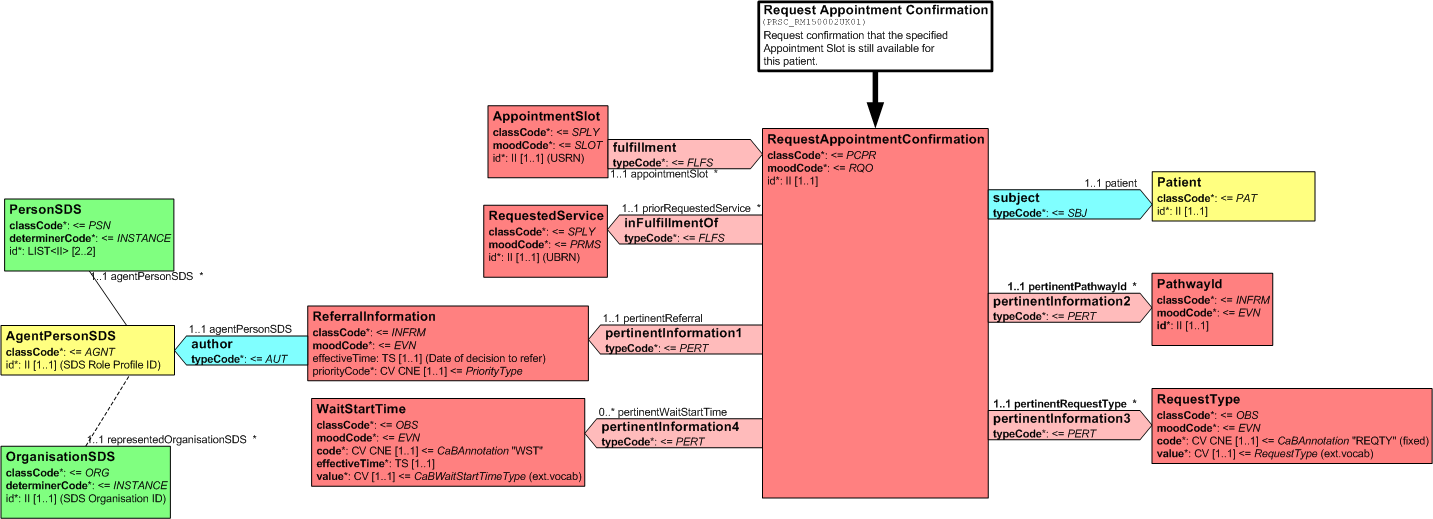 Request Appointment Confirmation
(PRSC_RM150002UK01)
Request confirmation that the specified
Appointment Slot is still available for
this patient.
AppointmentSlot
classCode*: <= SPLY
moodCode*: <= SLOT
id*: II [1..1] (USRN)
fulfillment
typeCode*: <= FLFS
1..1 appointmentSlot *
RequestAppointmentConfirmation
classCode*: <= PCPR
moodCode*: <= RQO
id*: II [1..1]
1..1 patient
subject
typeCode*: <= SBJ
Patient
classCode*: <= PAT
id*: II [1..1]
PersonSDS
classCode*: <= PSN
determinerCode*: <= INSTANCE
id*: LIST<II> [2..2]
1..1 agentPersonSDS *
RequestedService
classCode*: <= SPLY
moodCode*: <= PRMS
id*: II [1..1] (UBRN)
1..1 priorRequestedService *
inFulfillmentOf
typeCode*: <= FLFS
1..1 pertinentPathwayId *
pertinentInformation2
typeCode*: <= PERT
PathwayId
classCode*: <= INFRM
moodCode*: <= EVN
id*: II [1..1]
AgentPersonSDS
classCode*: <= AGNT
id*: II [1..1] (SDS Role Profile ID)
1..1 agentPersonSDS
author
typeCode*: <= AUT
ReferralInformation
classCode*: <= INFRM
moodCode*: <= EVN
effectiveTime: TS [1..1] (Date of decision to refer)
priorityCode*: CV CNE [1..1] <= PriorityType
1..1 pertinentReferral
pertinentInformation1
typeCode*: <= PERT
WaitStartTime
classCode*: <= OBS
moodCode*: <= EVN
code*: CV CNE [1..1] <= CaBAnnotation "WST"
effectiveTime*: TS [1..1]
value*: CV [1..1] <= CaBWaitStartTimeType (ext.vocab)
0..* pertinentWaitStartTime
pertinentInformation4
typeCode*: <= PERT
1..1 pertinentRequestType *
pertinentInformation3
typeCode*: <= PERT
RequestType
classCode*: <= OBS
moodCode*: <= EVN
code*: CV CNE [1..1] <= CaBAnnotation "REQTY" (fixed)
value*: CV [1..1] <= RequestType (ext.vocab)
1..1 representedOrganisationSDS *
OrganisationSDS
classCode*: <= ORG
determinerCode*: <= INSTANCE
id*: II [1..1] (SDS Organisation ID)